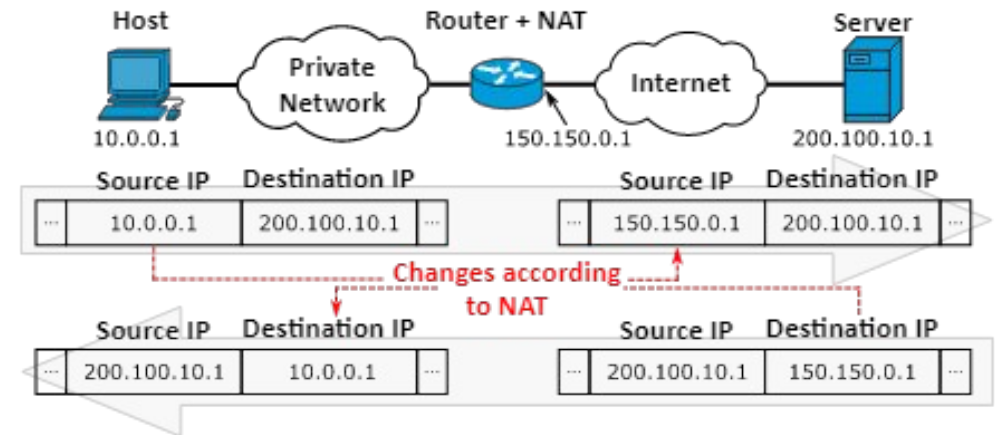 Host
Router + NAT
Server
Private
Network
Internet
10.0.0.1
150.150.0.1
200.100.10.1
Source IP Destination IP
Source IP Destination IP
... 10.0.0.1 200.100.10.1 ...
... 150.150.0.1 200.100.10.1 ...
Changes according
to NAT
Source IP Destination IP
Source IP Destination IP
... 200.100.10.1 10.0.0.1 ...
... 200.100.10.1 150.150.0.1 ...